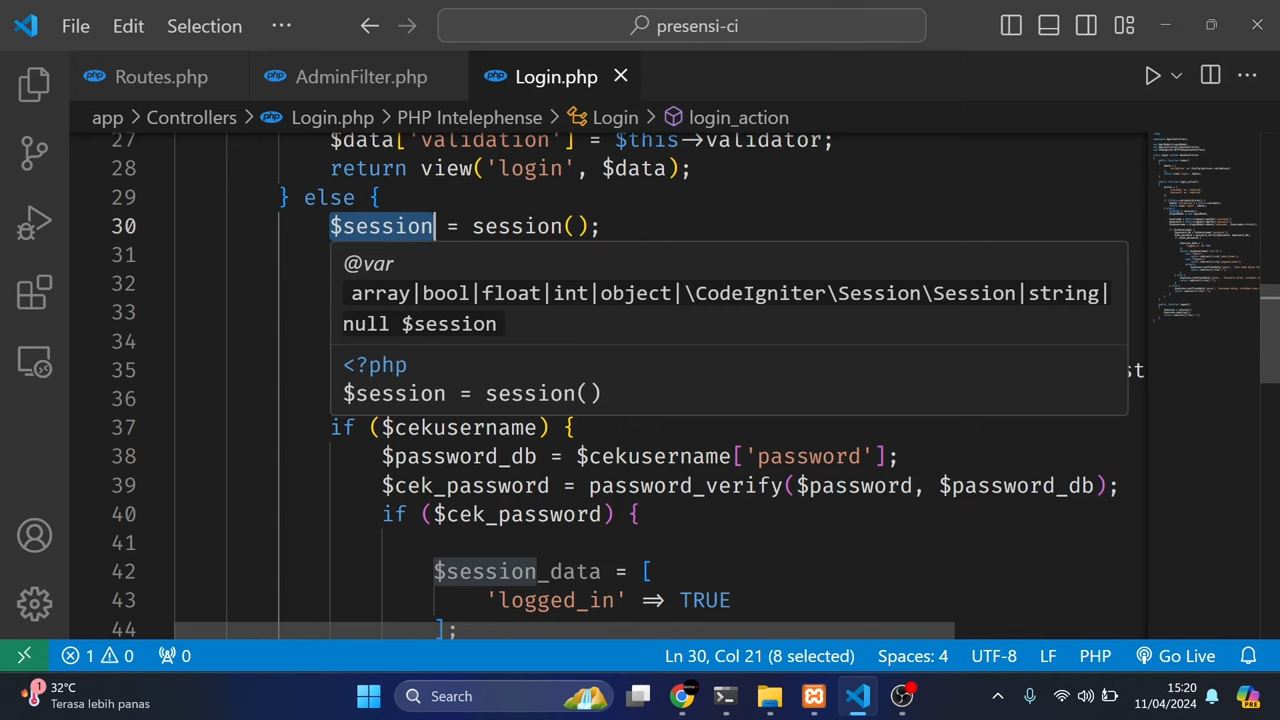 File Edit Selection ··· presensi-ci
Routes.php AdminFilter.php Login.php
app > Controllers > Login.php > PHP Intelephense > Login > login_action
27 $data['validation'] = $this->validator;
28 return view('login', $data);
29 } else {
30 $session = session();
31 @var
32 array|bool|float|int|object|\CodeIgniter\Session\Session|string|
33 null $session
34
35 <?php st
36 $session = session()
37 if ($cekusername) {
38 $password_db = $cekusername['password'];
39 $cek_password = password_verify($password, $password_db);
40 if ($cek_password) {
41
42 $session_data = [
43 'logged_in' => TRUE
44 ];
1 0 0 Ln 30, Col 21 (8 selected) Spaces: 4 UTF-8 LF PHP Go Live
32°C
Terasa lebih panas
Search
15:20
11/04/2024
PRE